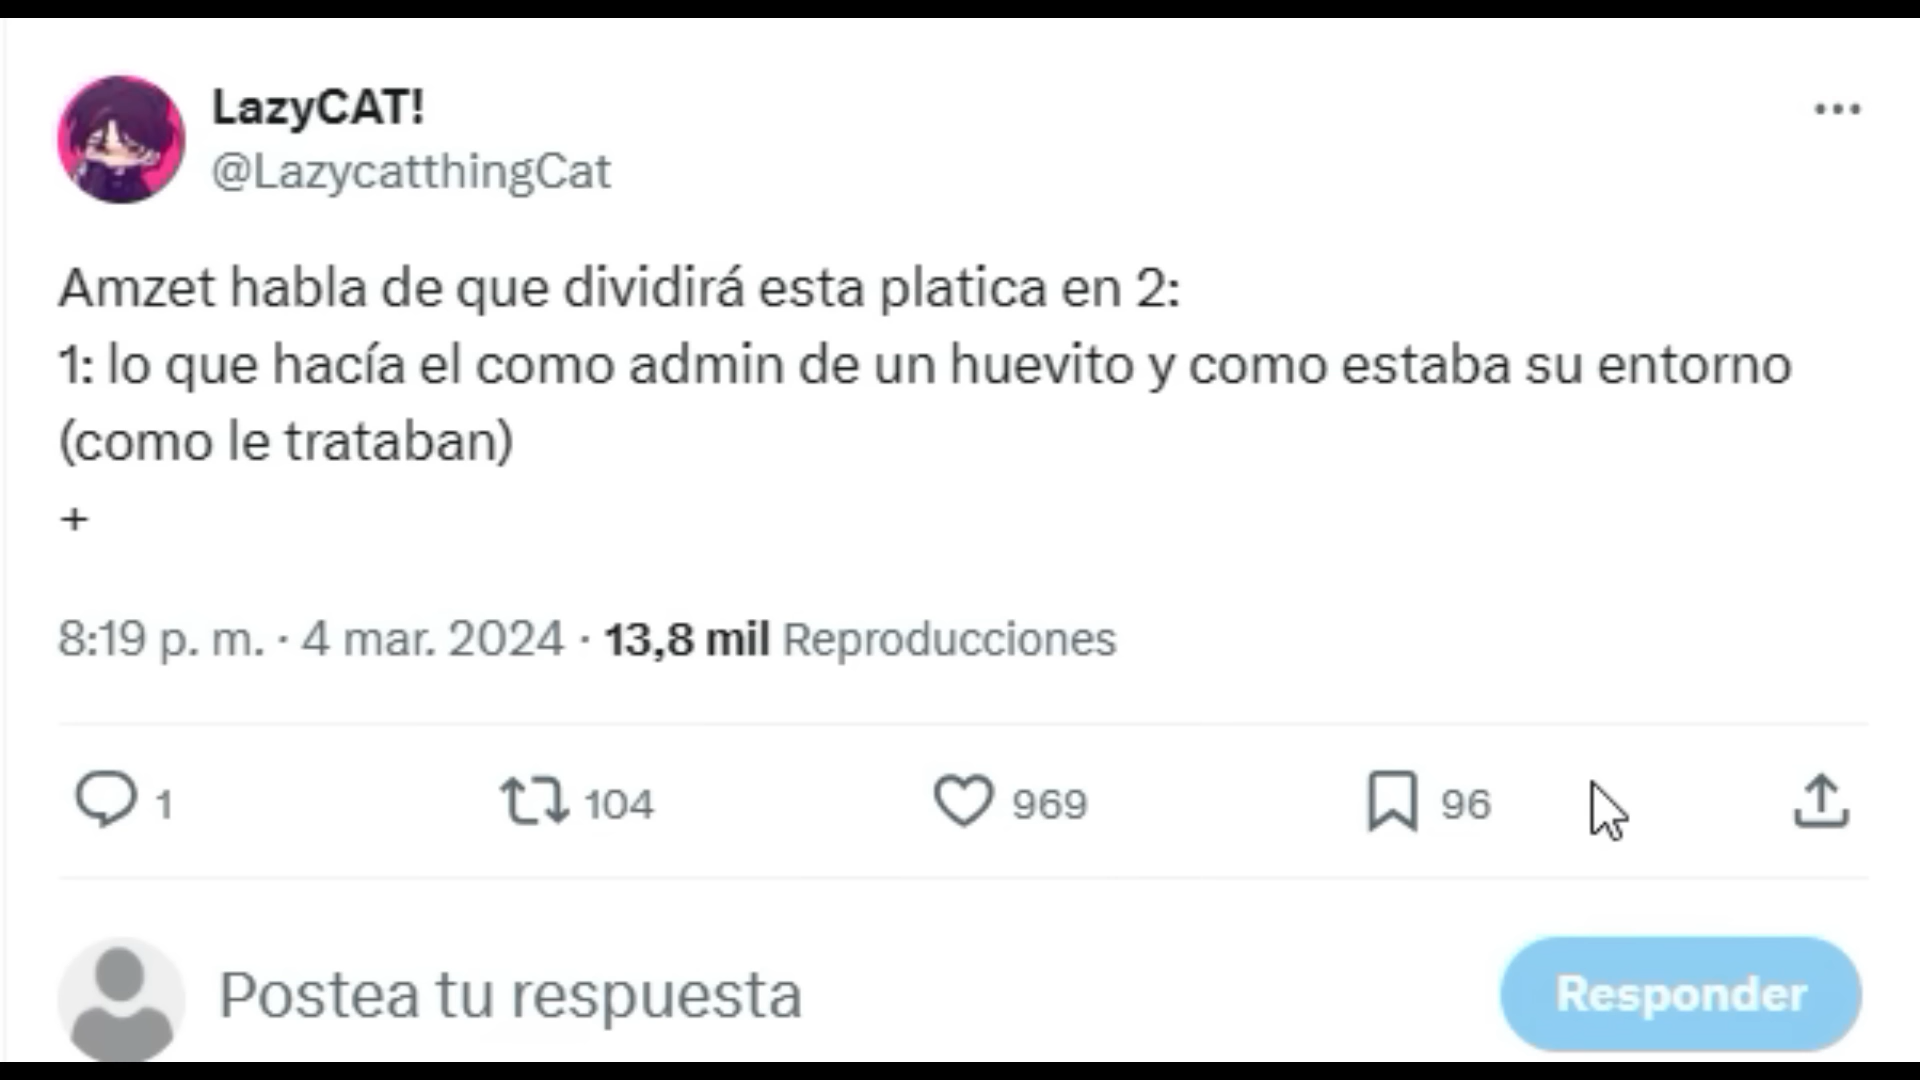 LazyCAT!
@LazycatthingCat
Amzet habla de que dividirá esta platica en 2:
1: lo que hacía el como admin de un huevito y como estaba su entorno
(como le trataban)
+
8:19 p. m. · 4 mar. 2024 · 13,8 mil Reproducciones
1 104 969 96
Postea tu respuesta
Responder